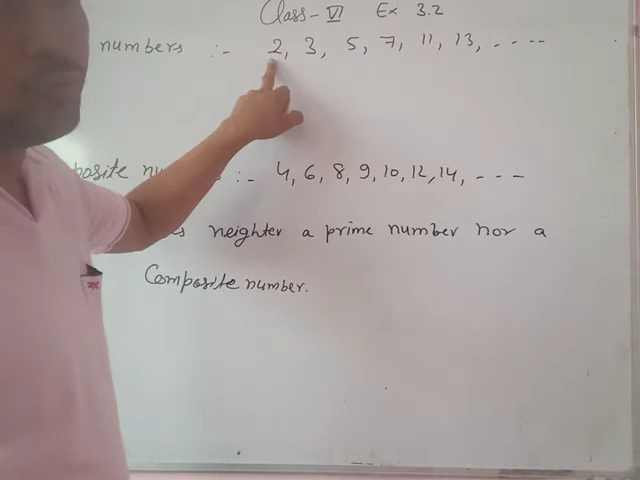 Class - VI Ex 3.2
numbers :- 2, 3, 5, 7, 11, 13, ....
:- 4, 6, 8, 9, 10, 12, 14, ---
neighter a prime number nor a
Composite number.